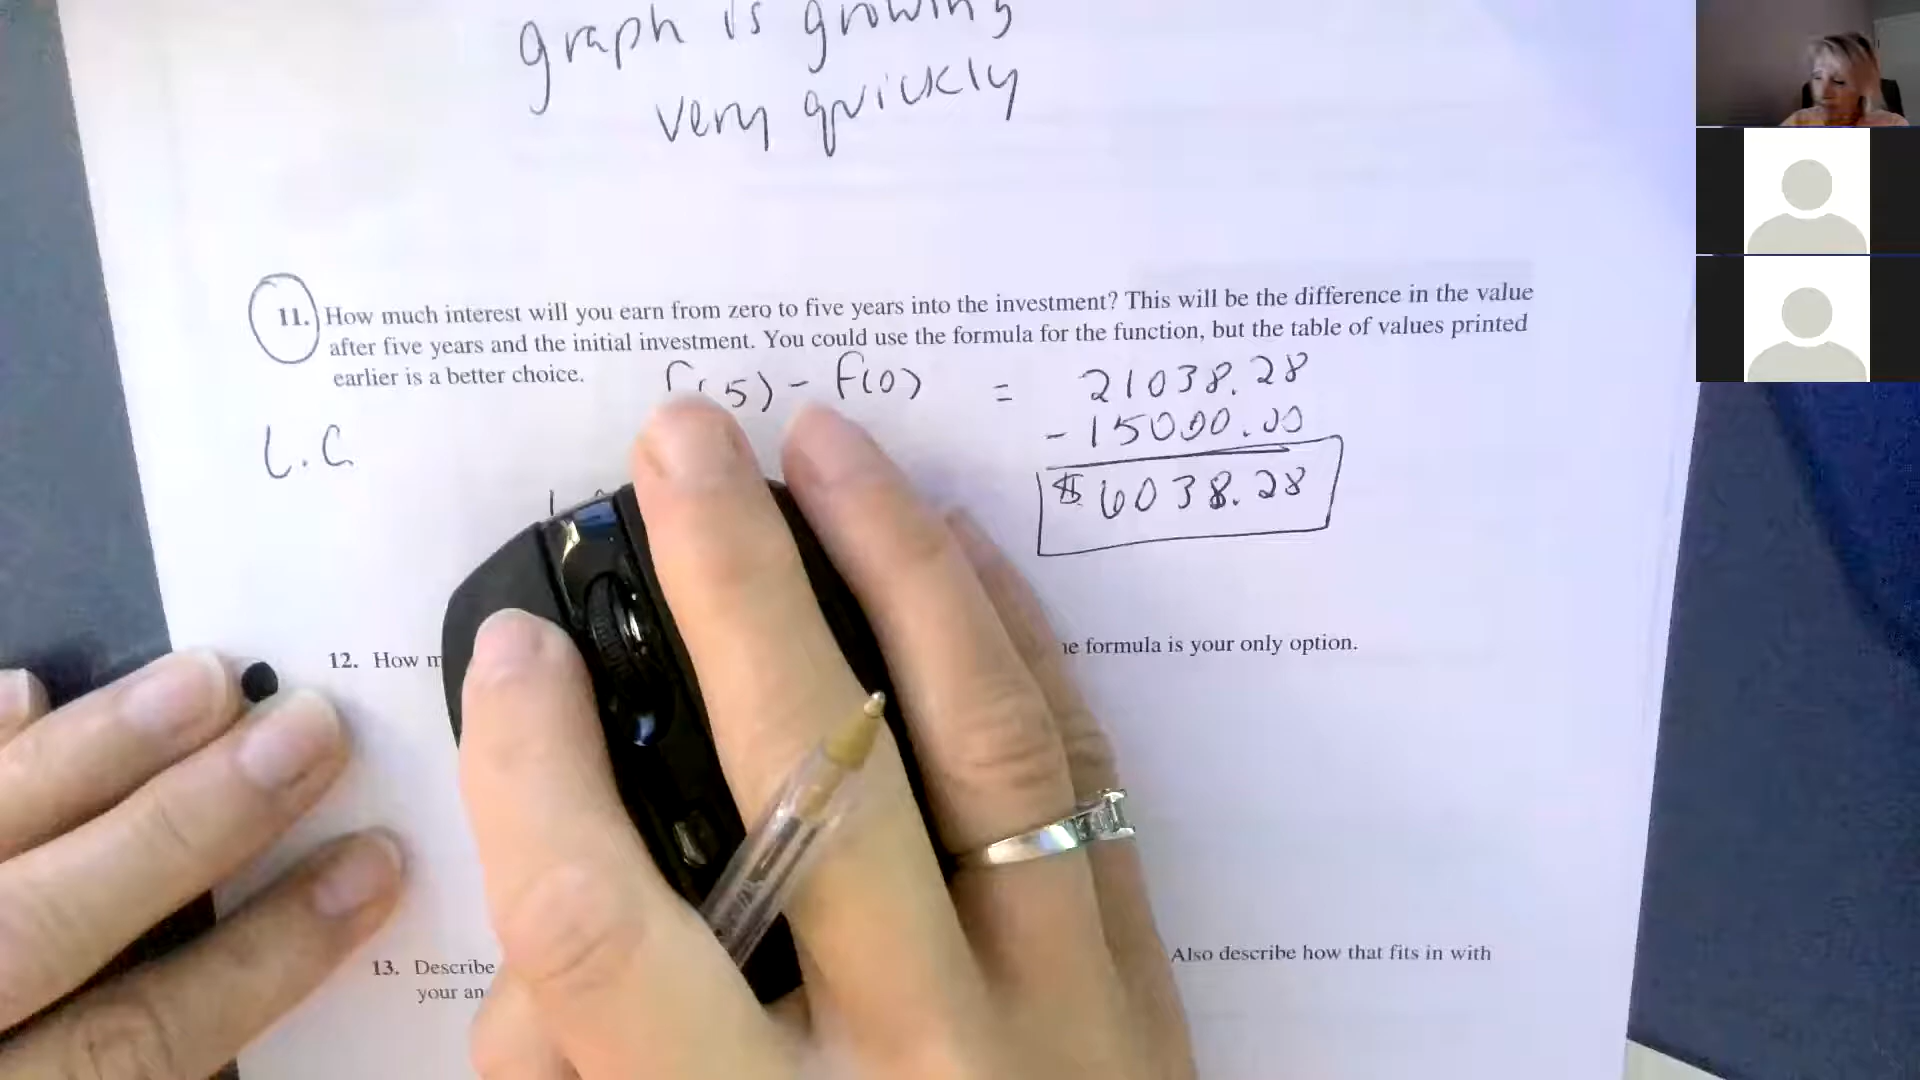 graph is growing
very quickly
11. How much interest will you earn from zero to five years into the investment? This will be the difference in the value
after five years and the initial investment. You could use the formula for the function, but the table of values printed
earlier is a better choice.
f(5) - f(0) = 21038.28
- 15000.00
$6038.28
12. How
formula is your only option.
13. Describe
Also describe how that fits in with
your